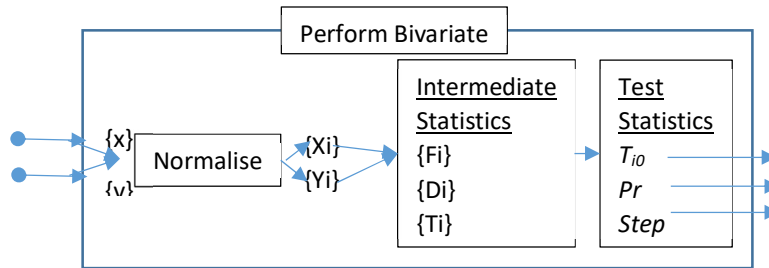 Perform Bivariate
Intermediate
Statistics
{Fi}
{Di}
{Ti}
Test
Statistics
Ti0
Pr
Step
{x}
{y}
Normalise
{Xi}
{Yi}